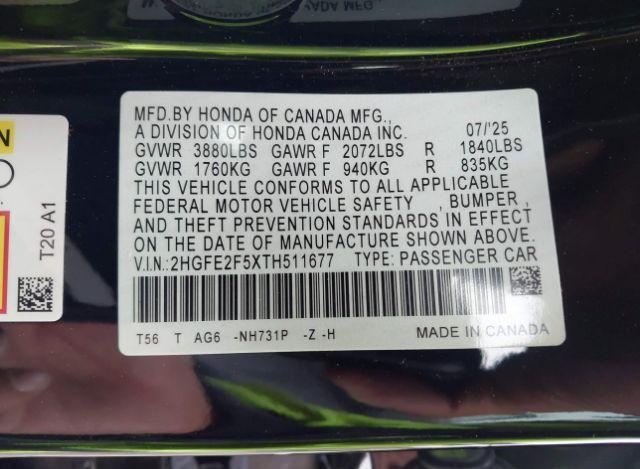 MFD.BY HONDA OF CANADA MFG.,
A DIVISION OF HONDA CANADA INC. 07/'25
GVWR 3880LBS GAWR F 2072LBS R 1840LBS
GVWR 1760KG GAWR F 940KG R 835KG
THIS VEHICLE CONFORMS TO ALL APPLICABLE
FEDERAL MOTOR VEHICLE SAFETY , BUMPER ,
AND THEFT PREVENTION STANDARDS IN EFFECT
ON THE DATE OF MANUFACTURE SHOWN ABOVE.
V.I.N.:2HGFE2F5XTH511677 TYPE: PASSENGER CAR
T56 T AG6 -NH731P -Z -H MADE IN CANADA
T20 A1